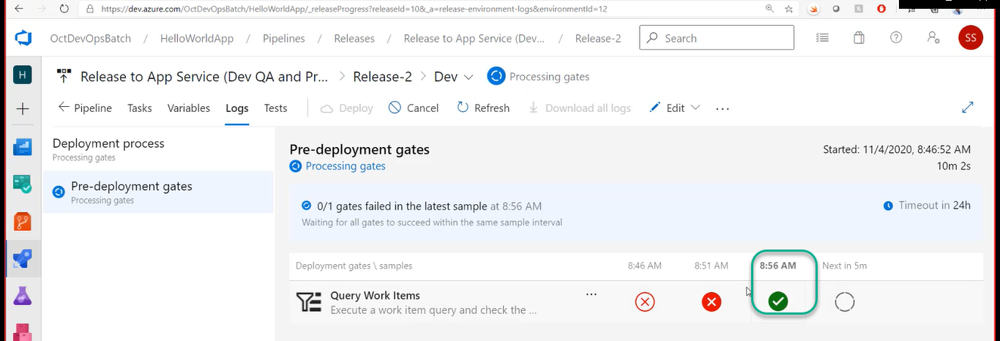 https://dev.azure.com/OctDevOpsBatch/HelloWorldApp/_releaseProgress?releaseId=10&_a=release-environment-logs&environmentId=12
OctDevOpsBatch / HelloWorldApp / Pipelines / Releases / Release to App Service (Dev... / Release-2
Search
SS
H
Release to App Service (Dev QA and Pr... > Release-2 > Dev
Processing gates
Pipeline Tasks Variables Logs Tests Deploy Cancel Refresh Download all logs Edit ...
Deployment process
Processing gates
Pre-deployment gates
Processing gates
Pre-deployment gates
Processing gates
Started: 11/4/2020, 8:46:52 AM
10m 2s
0/1 gates failed in the latest sample at 8:56 AM
Waiting for all gates to succeed within the same sample interval
Timeout in 24h
Deployment gates \ samples 8:46 AM 8:51 AM 8:56 AM Next in 5m
Query Work Items ...
Execute a work item query and check the ...